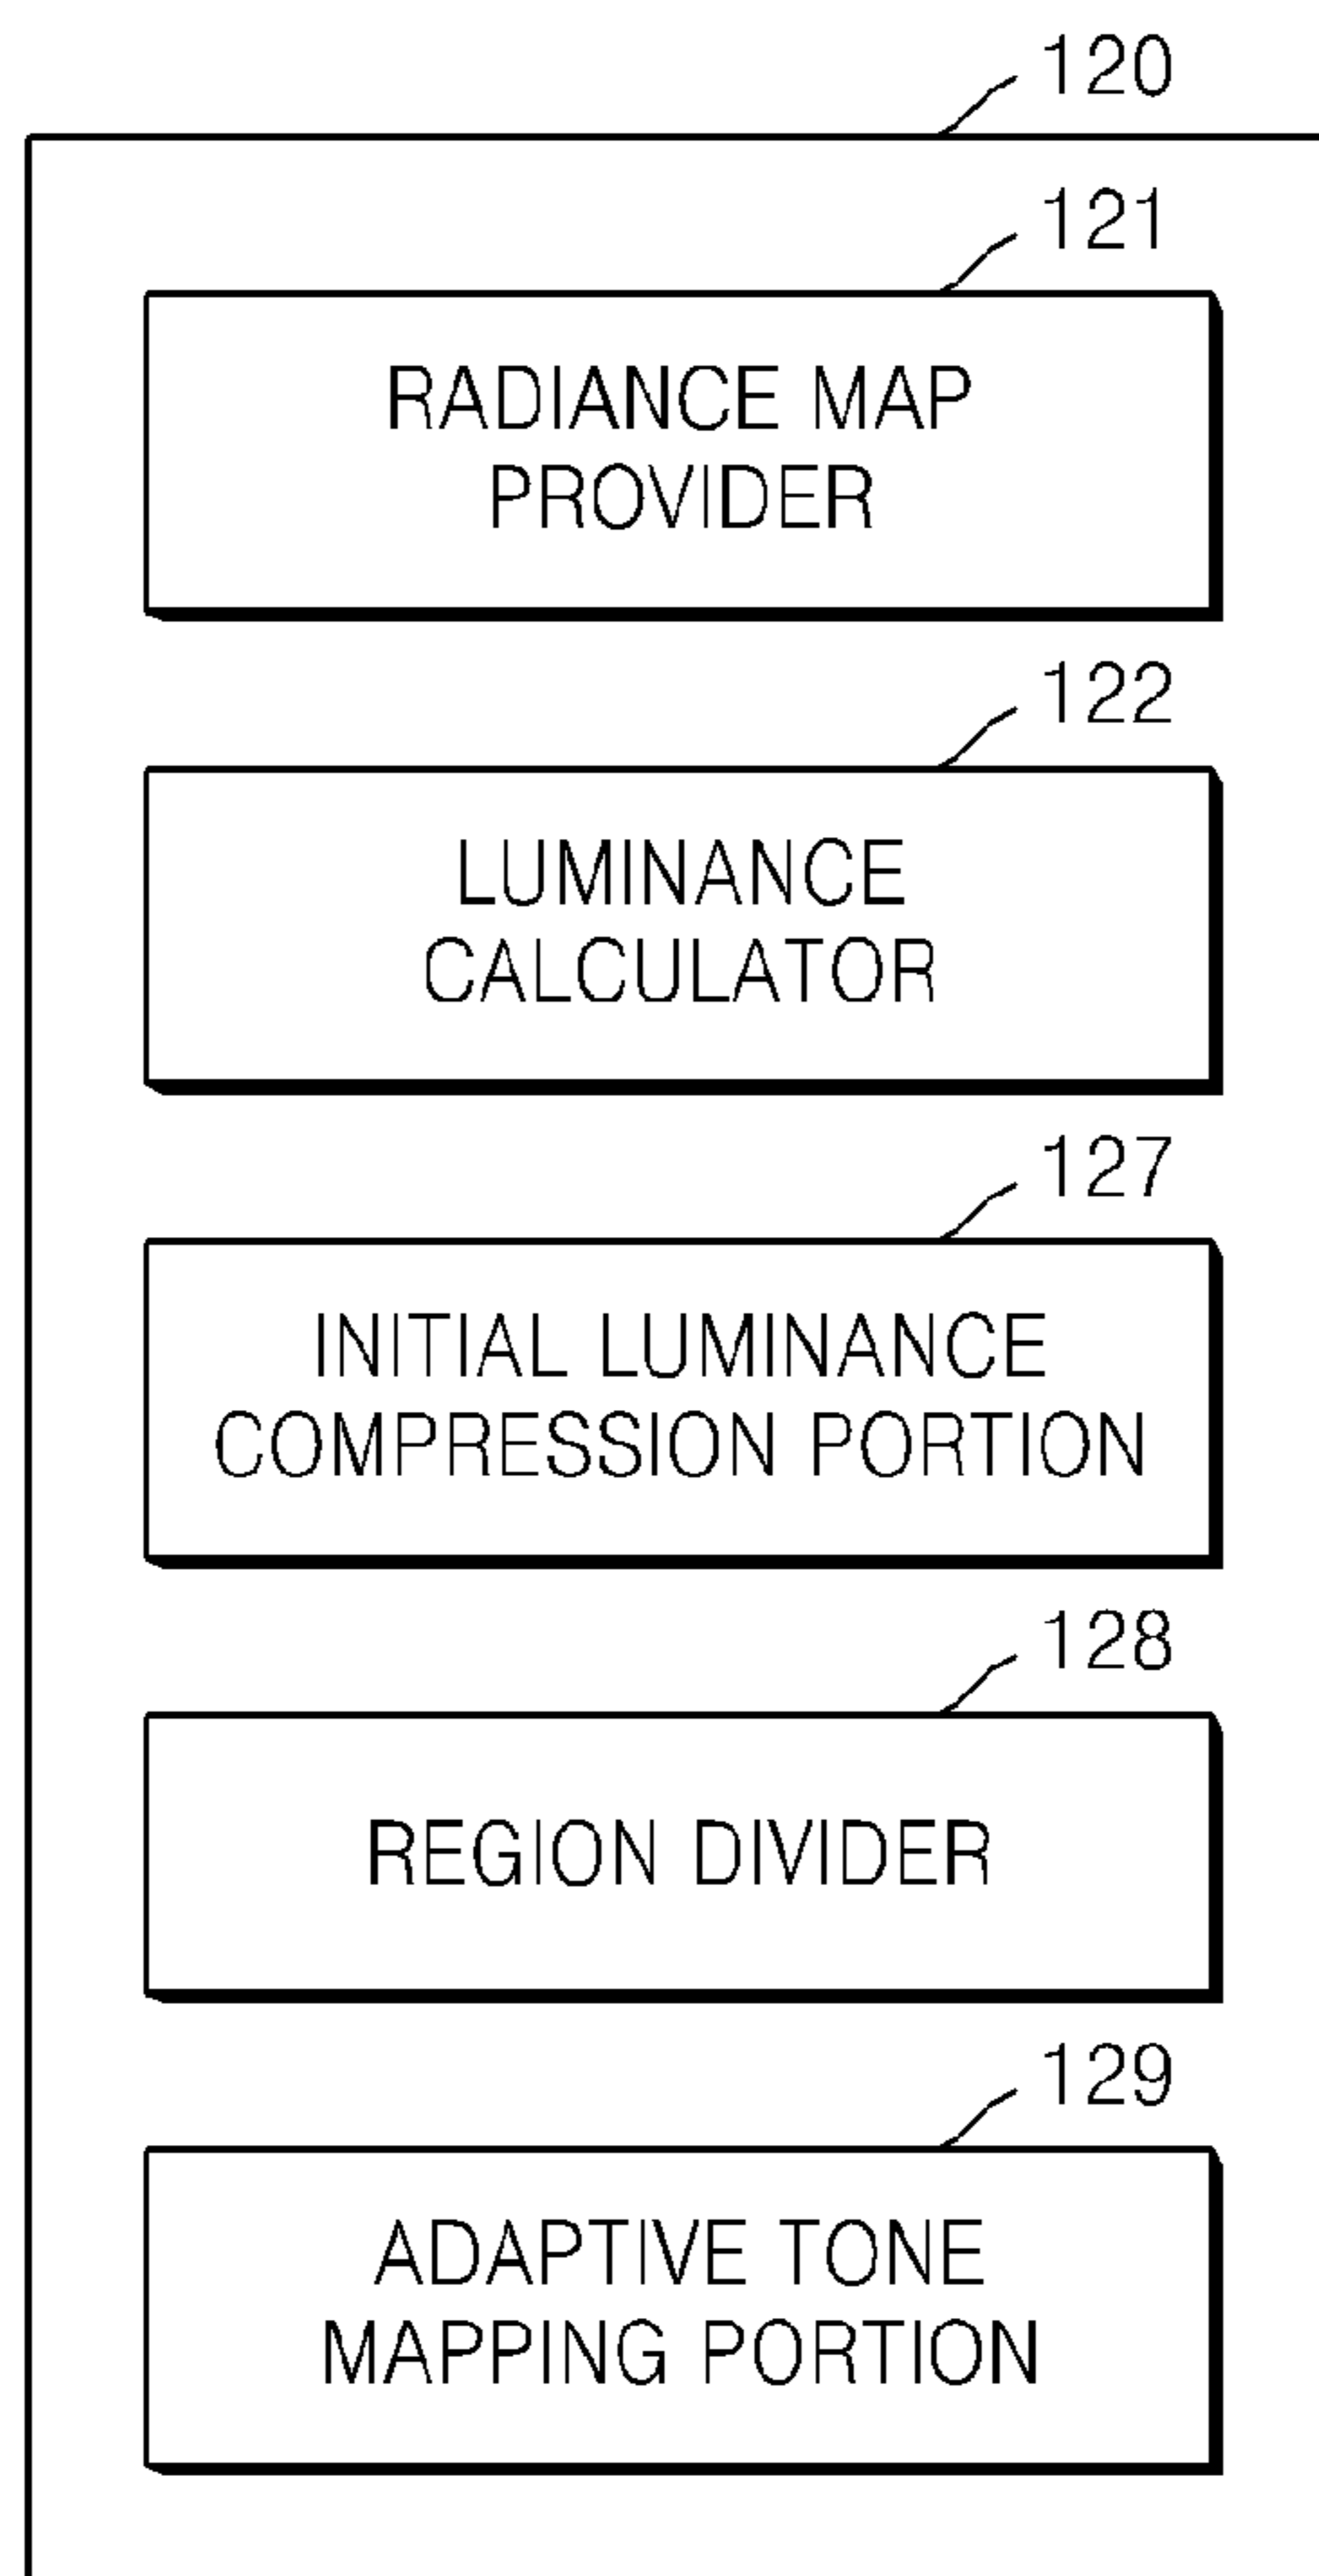 120
121
RADIANCE MAP
PROVIDER
122
LUMINANCE
CALCULATOR
127
INITIAL LUMINANCE
COMPRESSION PORTION
128
REGION DIVIDER
129
ADAPTIVE TONE
MAPPING PORTION